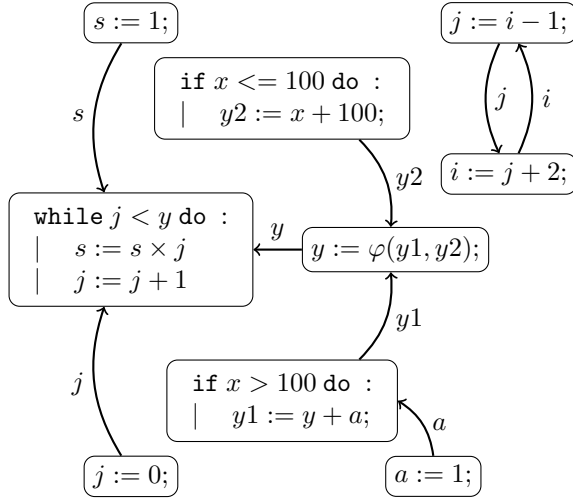 s := 1;
j := i − 1;
if x <= 100 do :
| y2 := x + 100;
s
j
i
y2
i := j + 2;
while j < y do :
| s := s × j
| j := j + 1
y
y := φ(y1, y2);
y1
if x > 100 do :
| y1 := y + a;
j
a
j := 0;
a := 1;